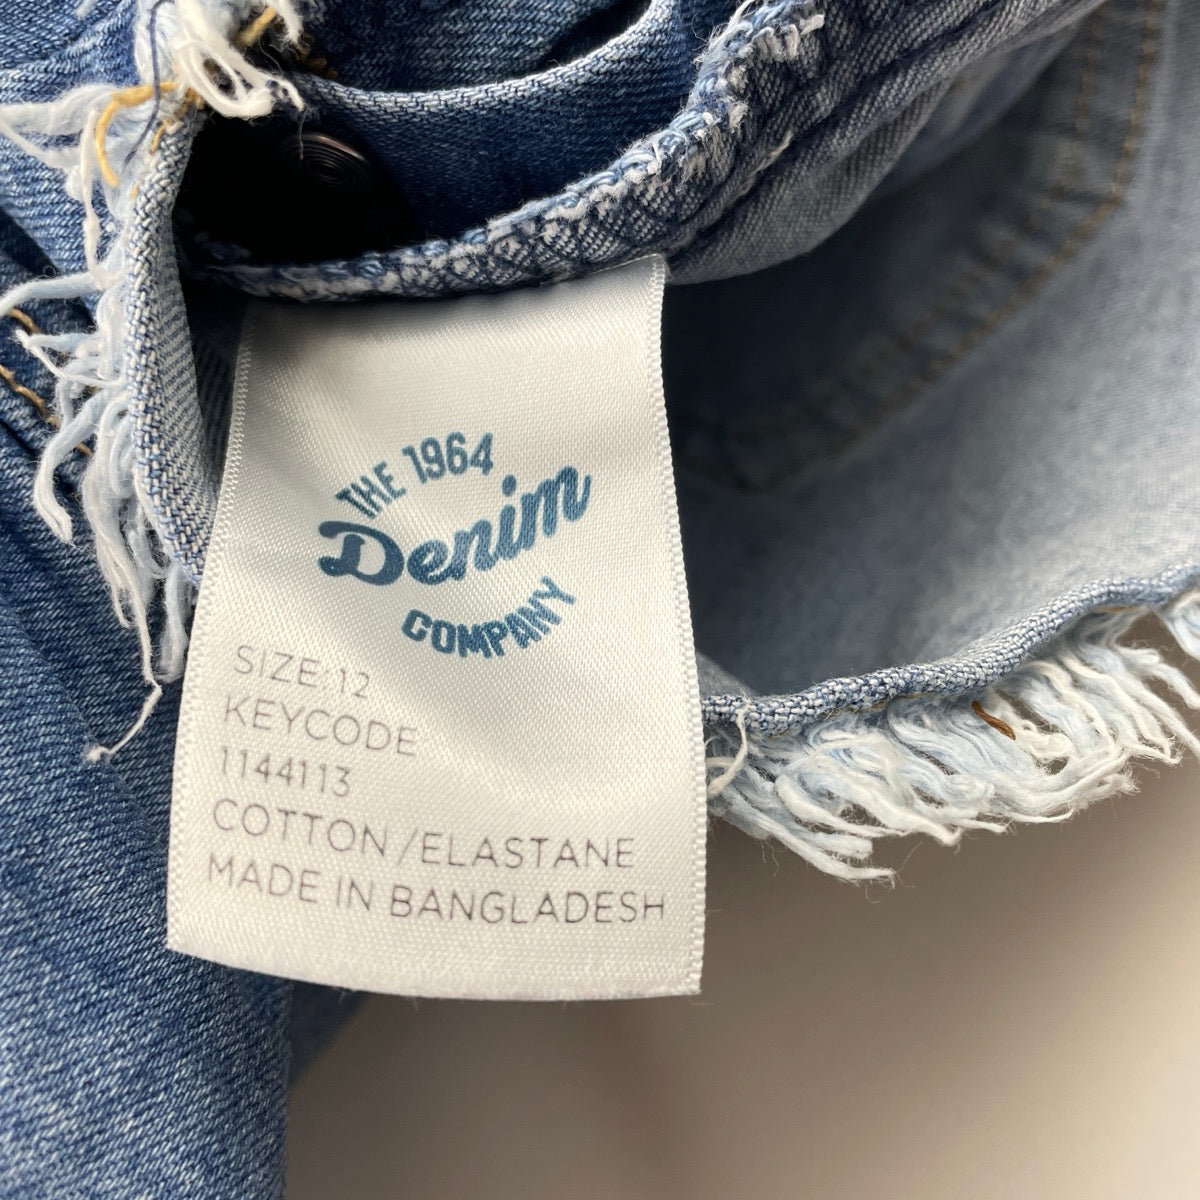 THE 1964
Denim
COMPANY
SIZE:12
KEYCODE
1144113
COTTON/ELASTANE
MADE IN BANGLADESH